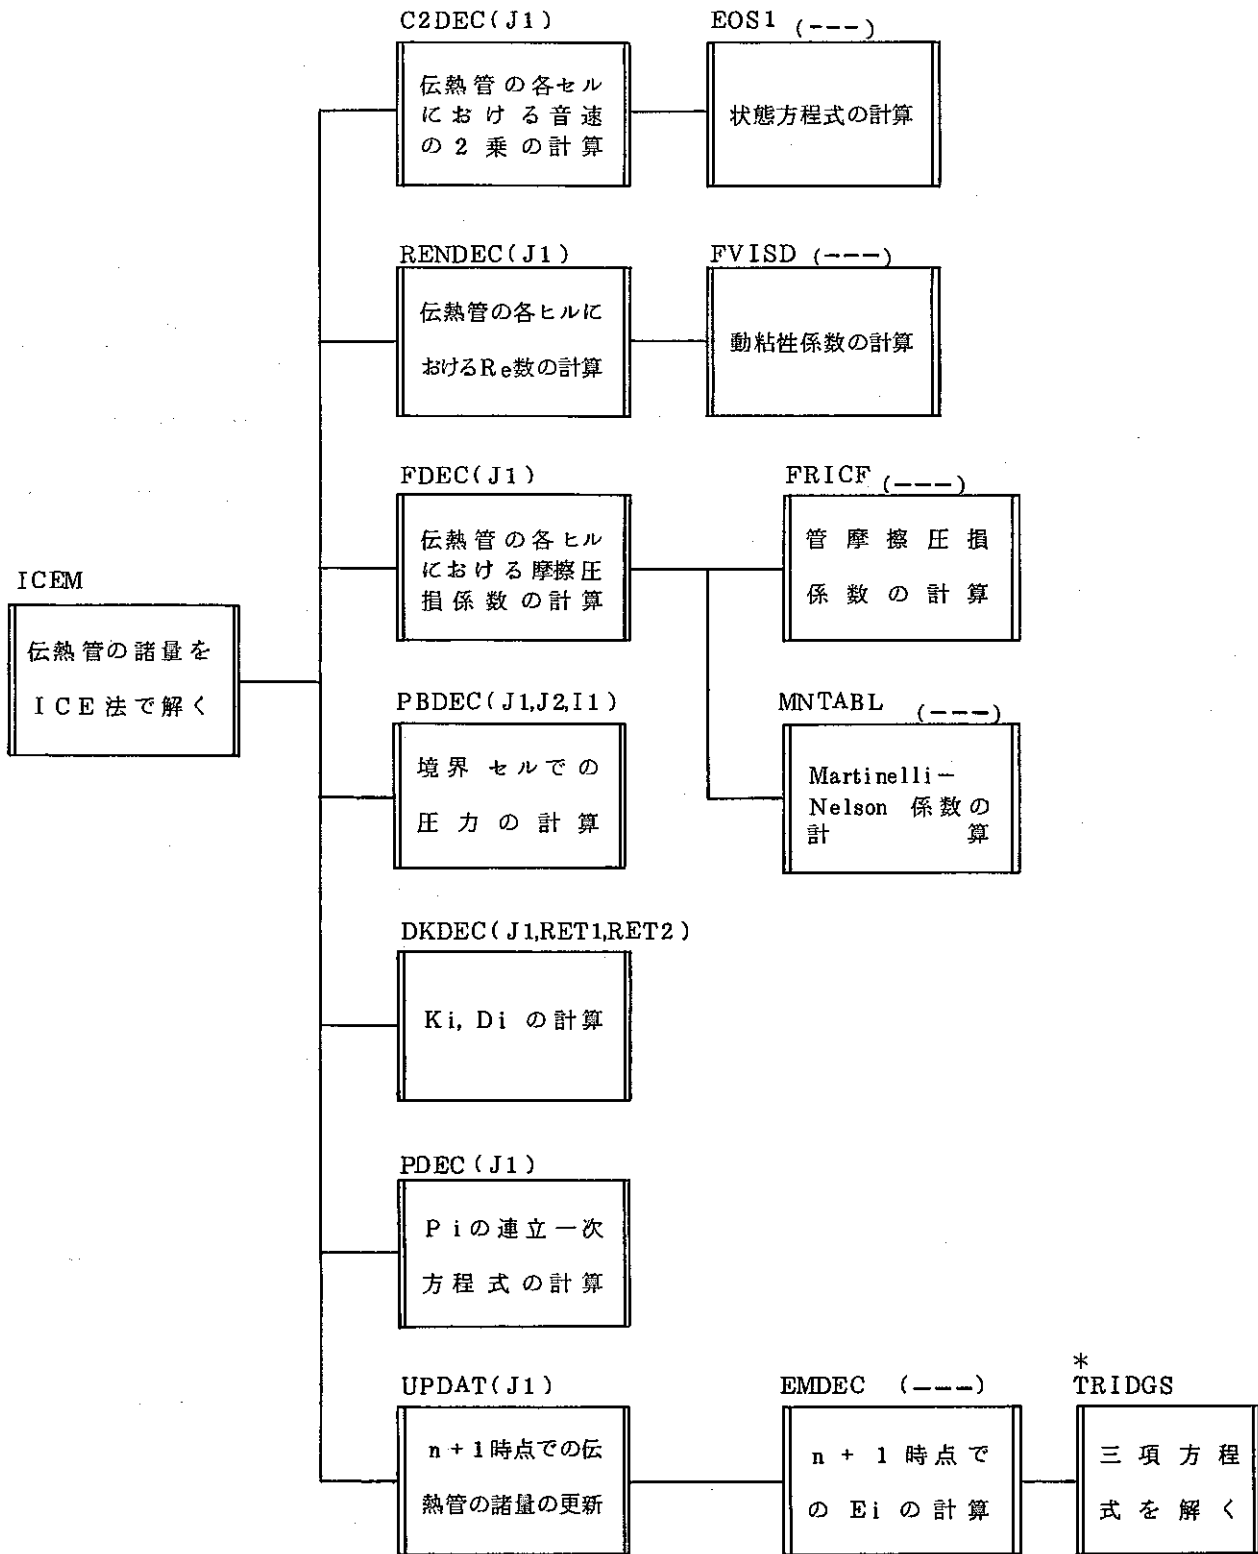 C2DEC(J1)
伝熱管の各セル
における音速
の2乗の計算
EOS1 (---)
状態方程式の計算
RENDEC(J1)
伝熱管の各ヒルに
おけるRe数の計算
FVISD (---)
動粘性係数の計算
FDEC(J1)
伝熱管の各ヒル
における摩擦圧
損係数の計算
FRICF (---)
管摩擦圧損
係数の計算
ICEM
伝熱管の諸量を
ICE法で解く
PBDEC(J1,J2,I1)
境界セルでの
圧力の計算
MNTABL (---)
Martinelli-
Nelson 係数の
計算
DKDEC(J1,RET1,RET2)
Ki, Di の計算
PDEC(J1)
Piの連立一次
方程式の計算
UPDAT(J1)
n+1時点での伝
熱管の諸量の更新
EMDEC (---)
n+1時点で
のEiの計算
*
TRIDGS
三項方程
式を解く